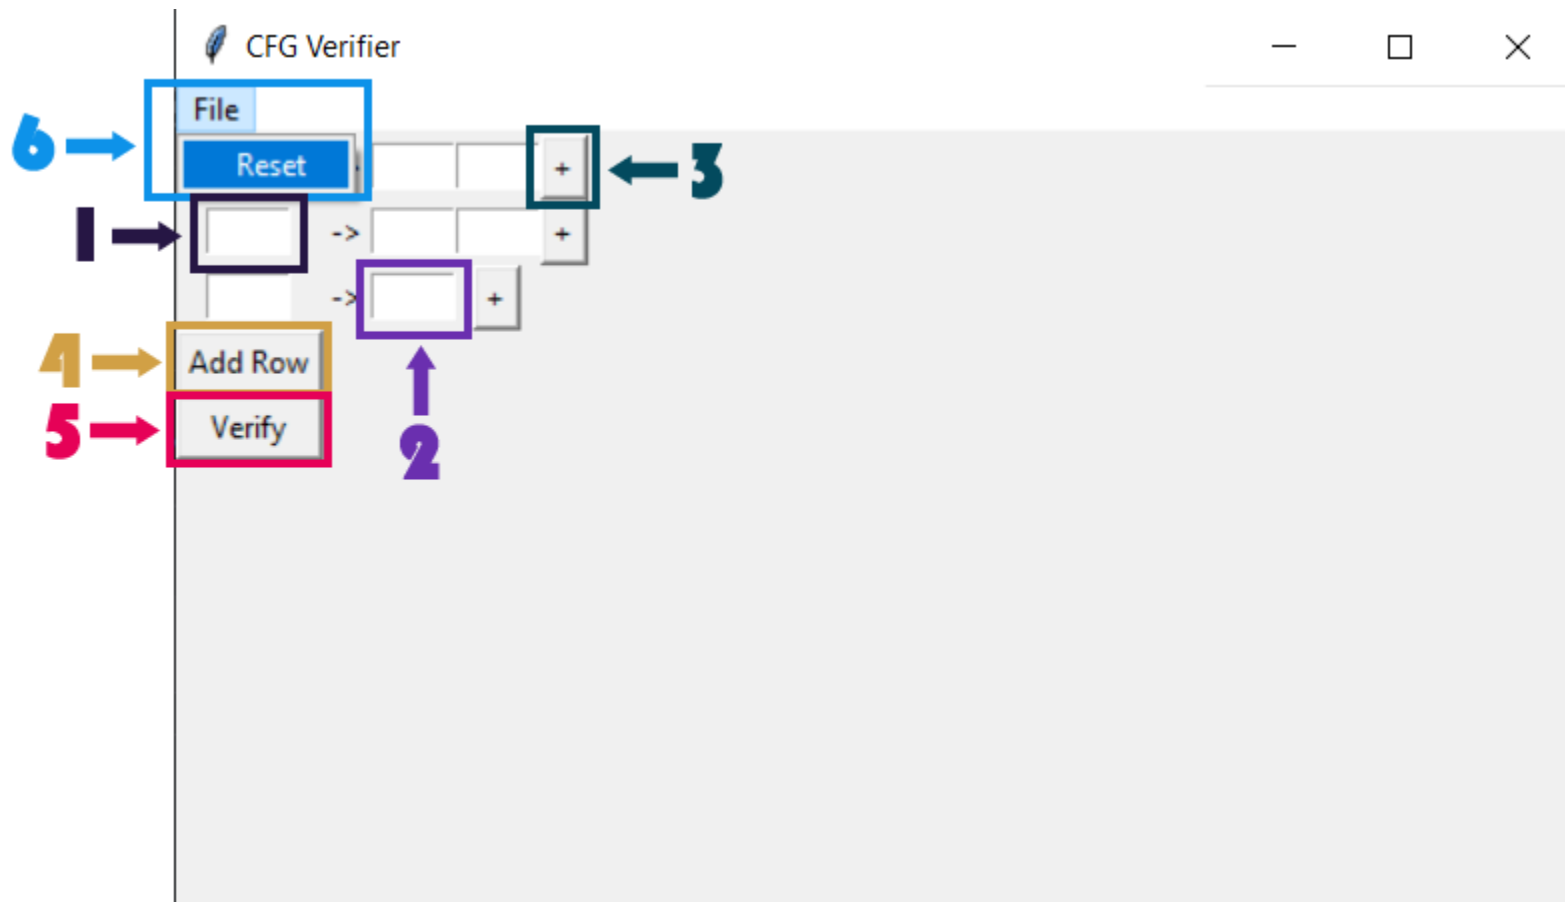 CFG Verifier
File
6
Reset
+
3
1
->
+
->
+
4
Add Row
5
Verify
2